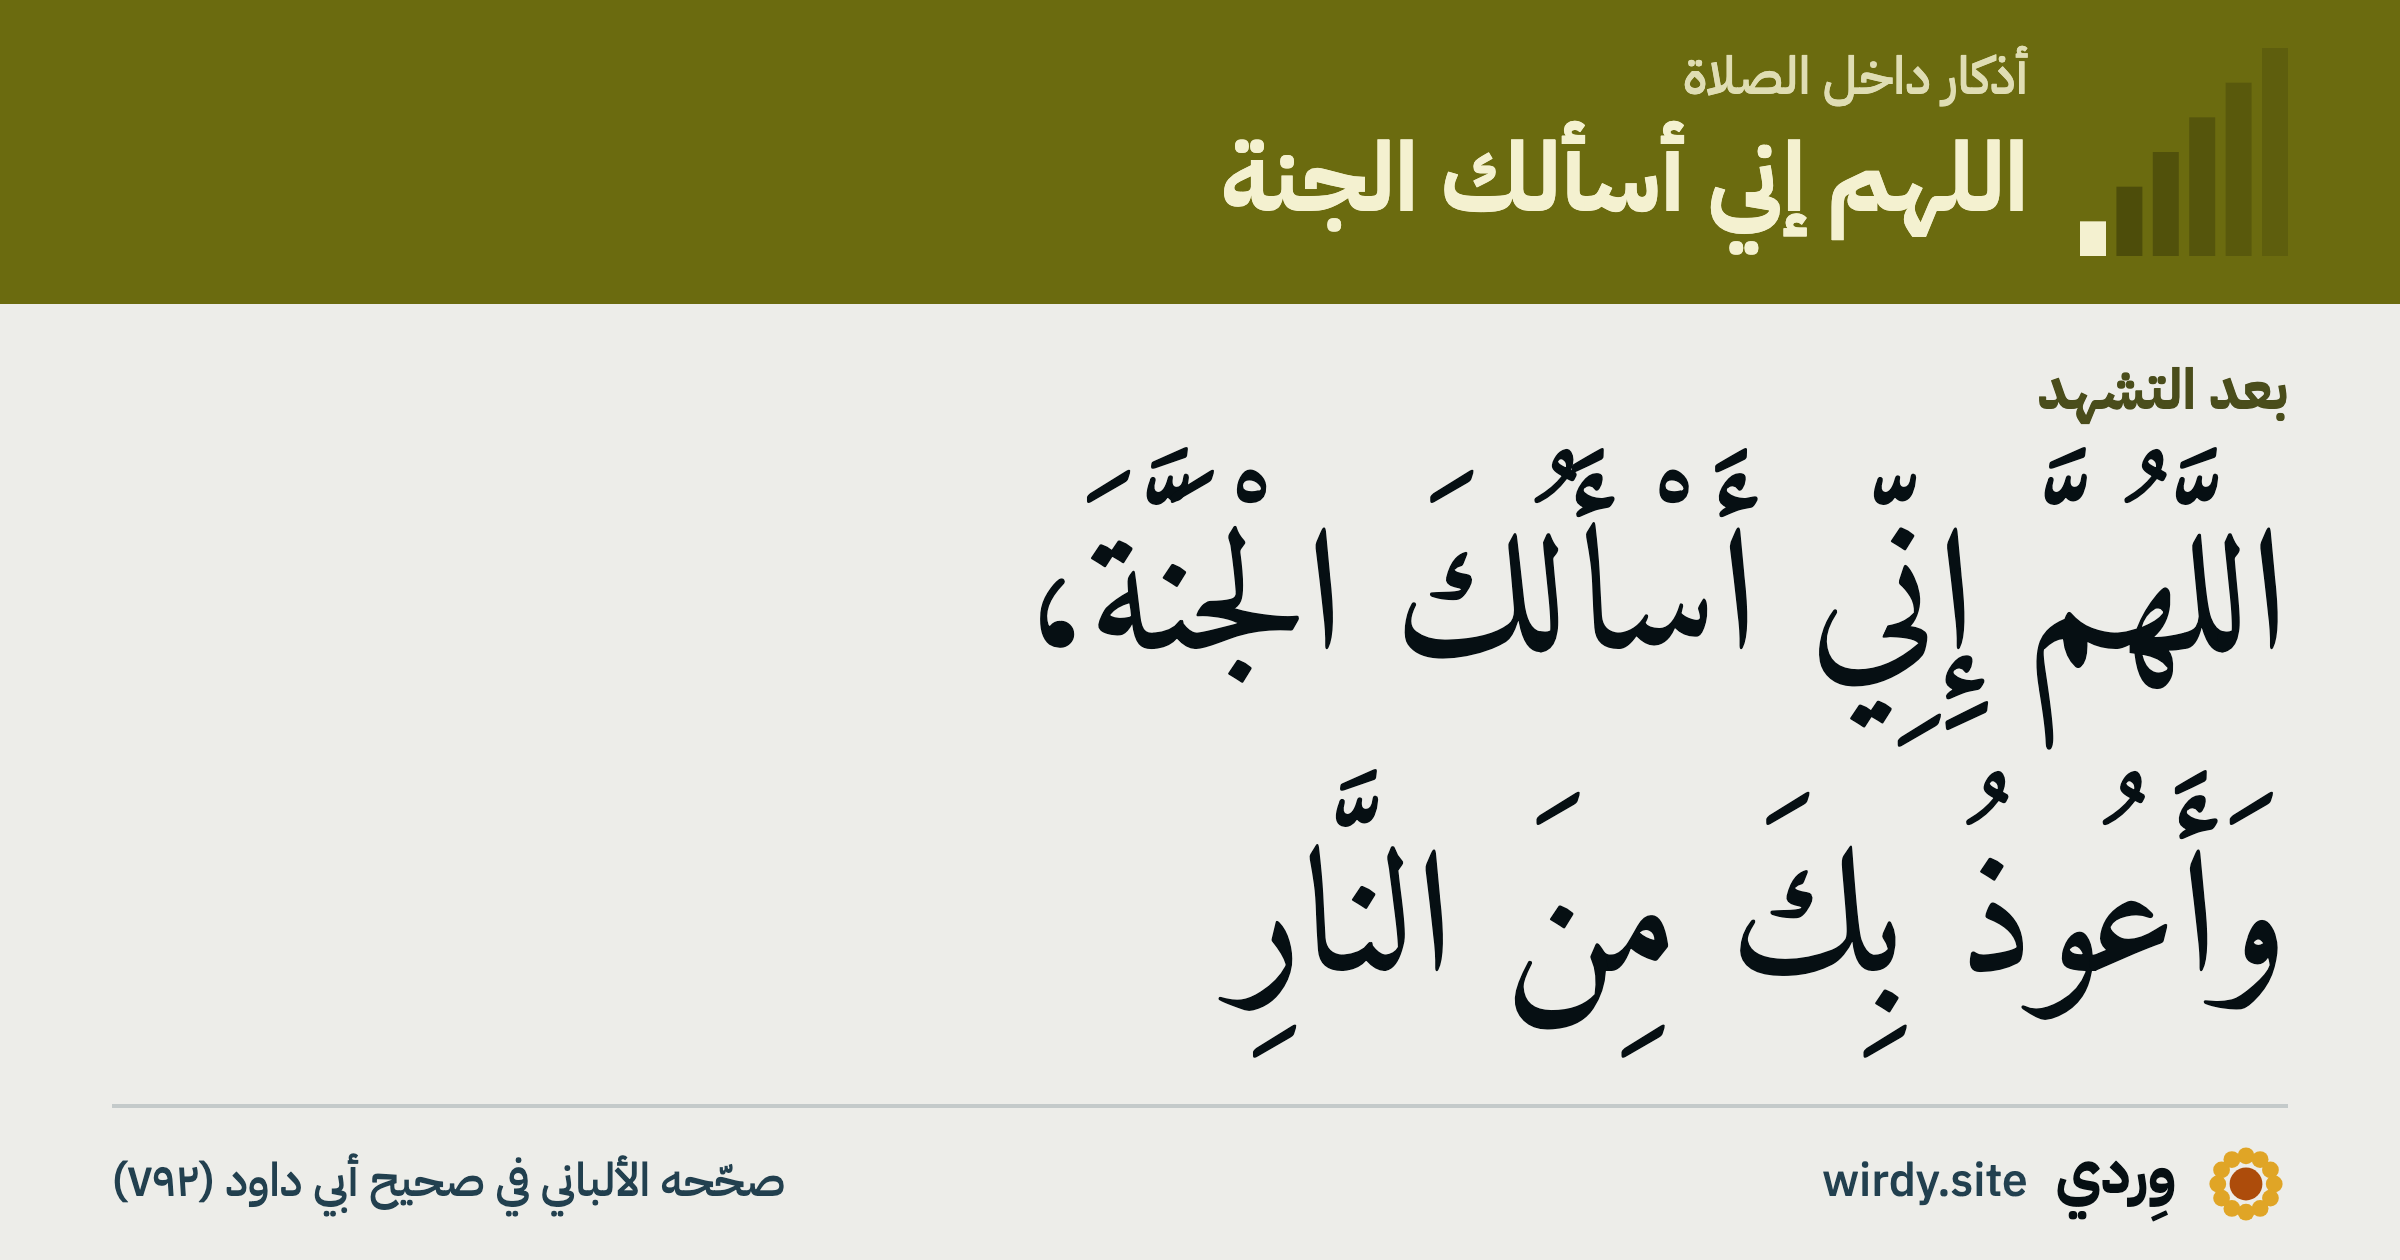 أذكار داخل الصلاة
اللهم إني أسألك الجنة
بعد التشهد
اللَّهُمَّ إِنِّي أَسْأَلُكَ الْجَنَّةَ،
وَأَعُوذُ بِكَ مِنَ النَّارِ
وِردي wirdy.site
صحّحه الألباني في صحيح أبي داود (٧٩٢)